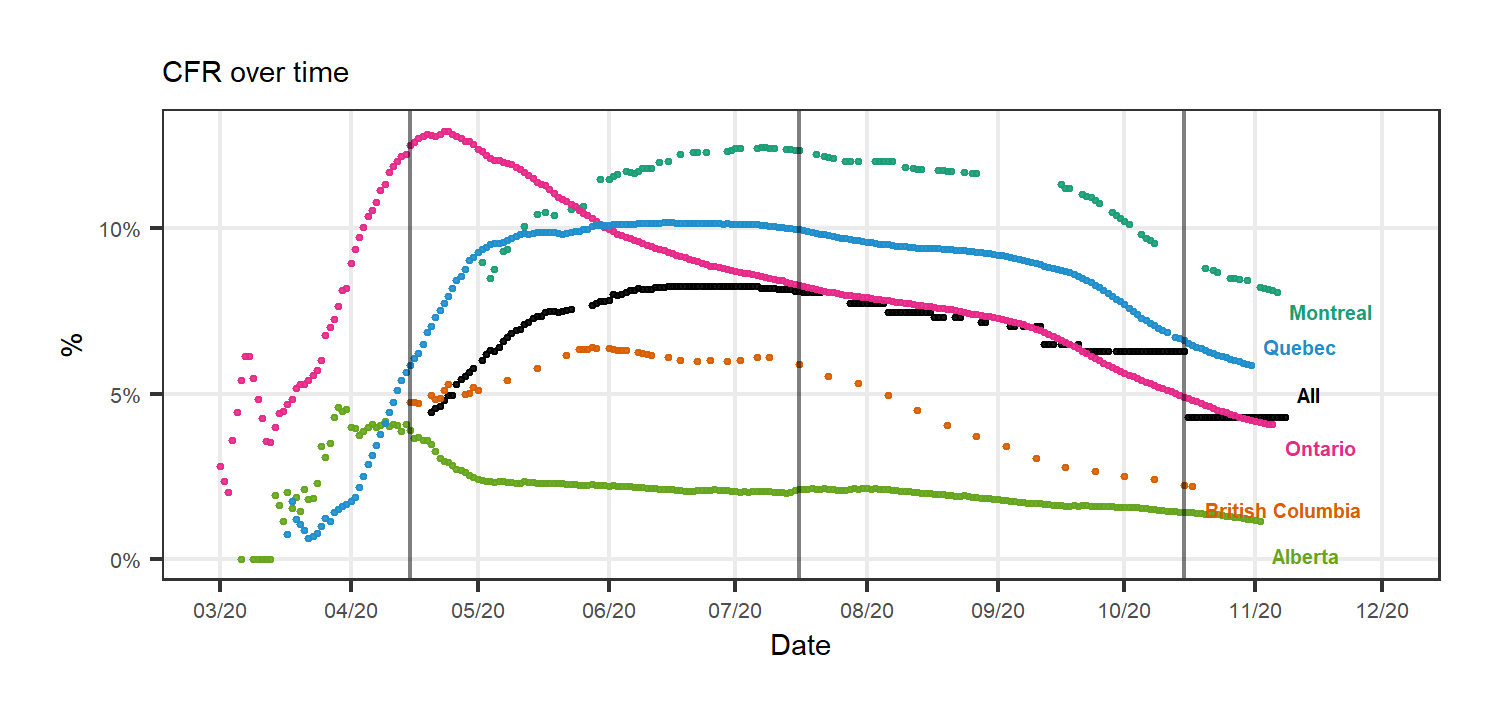 CFR over time
%
10%
5%
0%
Montreal
Quebec
All
Ontario
British Columbia
Alberta
03/20 04/20 05/20 06/20 07/20 08/20 09/20 10/20 11/20 12/20
Date